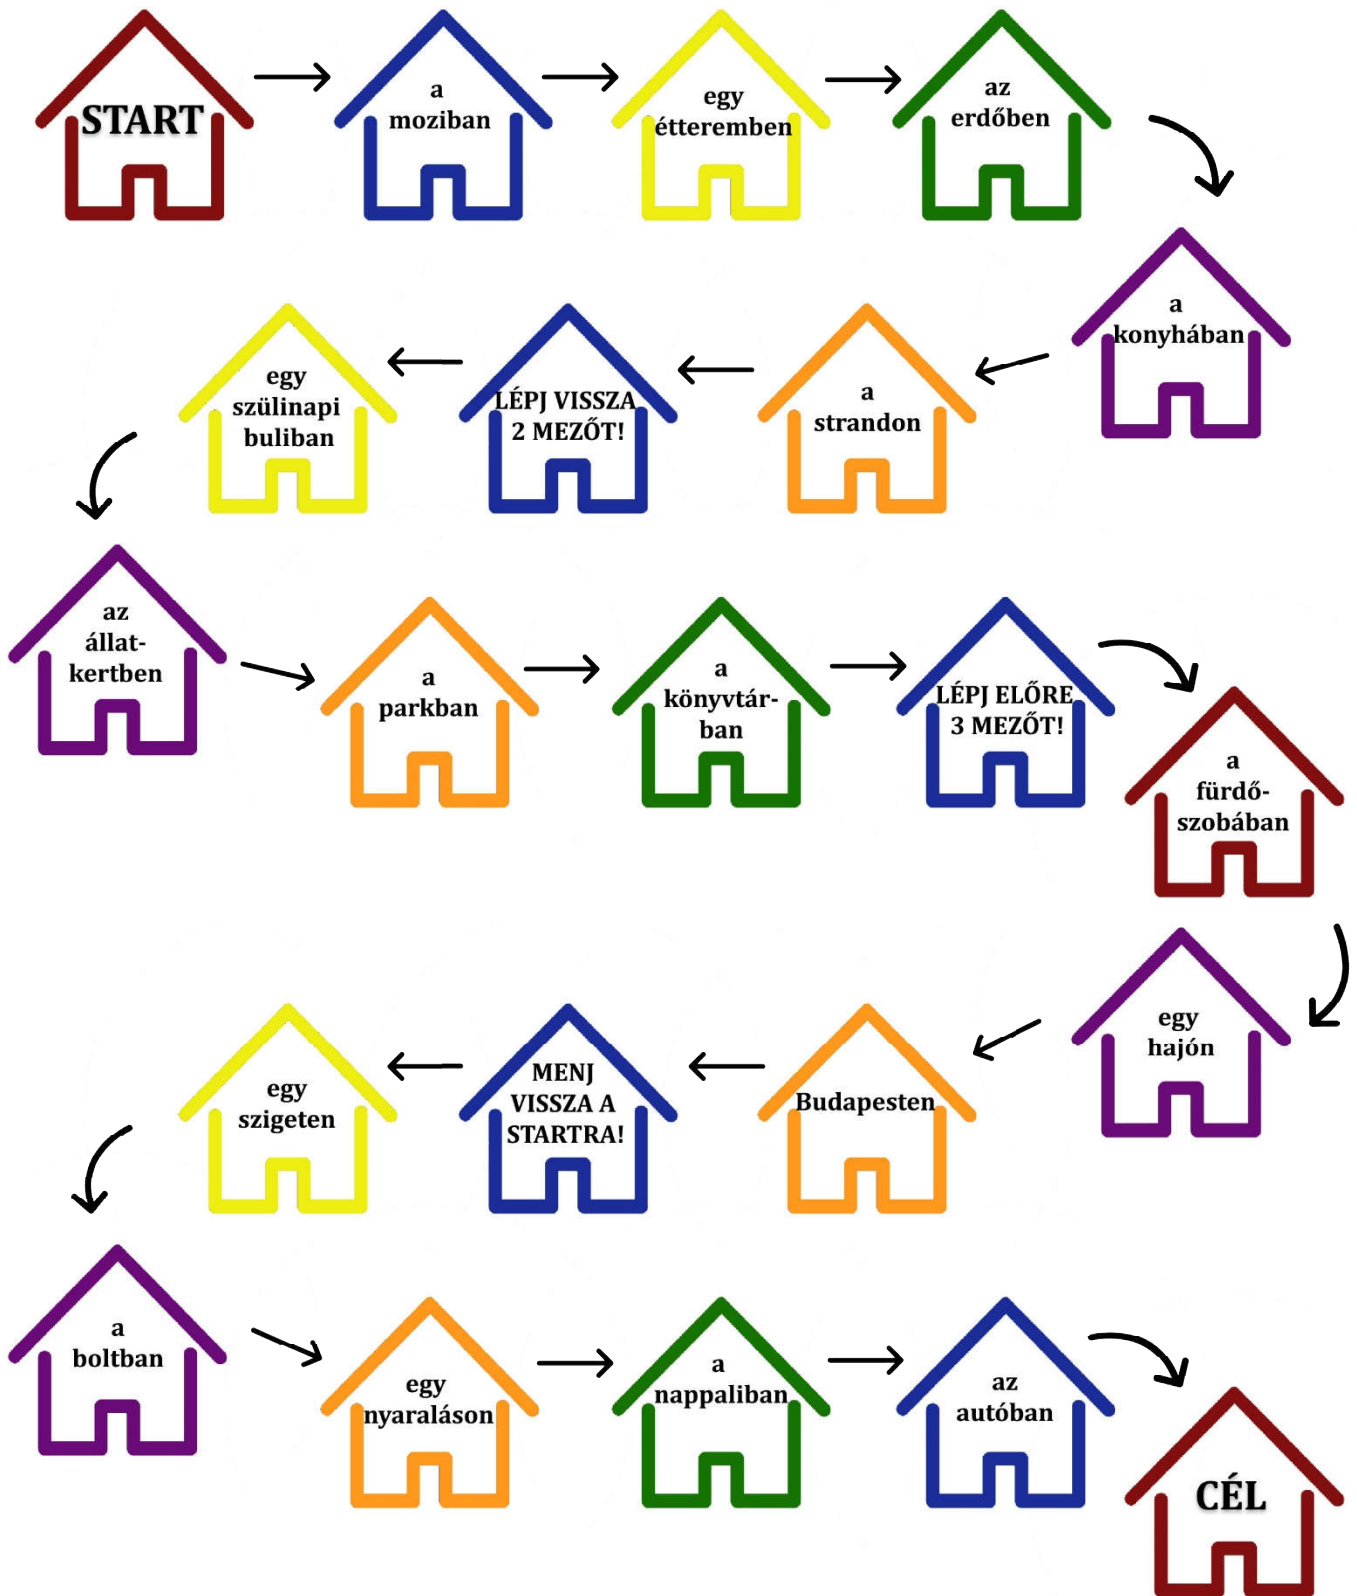 START
a
moziban
egy
étteremben
az
erdőben
a
konyhában
a
strandon
LÉPJ VISSZA
2 MEZŐT!
egy
szülinapi
buliban
az
állat-
kertben
a
parkban
a
könyvtár-
ban
LÉPJ ELŐRE
3 MEZŐT!
a
fürdő-
szobában
egy
hajón
Budapesten
MENJ
VISSZA A
STARTRA!
egy
szigeten
a
boltban
egy
nyaraláson
a
nappaliban
az
autóban
CÉL